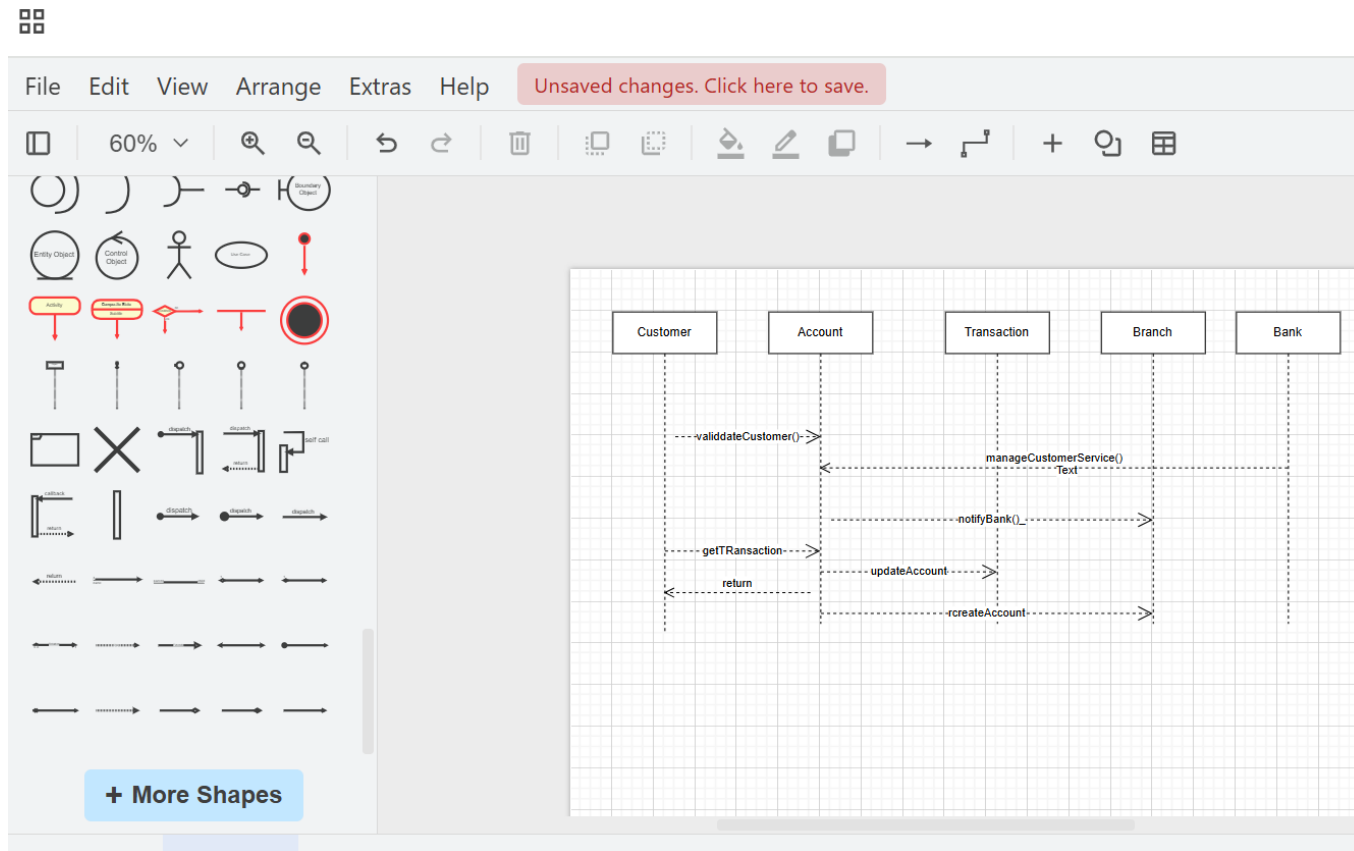 File Edit View Arrange Extras Help Unsaved changes. Click here to save.
60%
Boundary
Object
Entity Object
Control
Object
Activity
dispatch
dispatch
return
self call
callback
return
dispatch
dispatch
dispatch
return
+ More Shapes
Customer Account Transaction Branch Bank
validdateCustomer()
manageCustomerService()
Text
notifyBank()_
getTRansaction
updateAccount
return
rcreateAccount